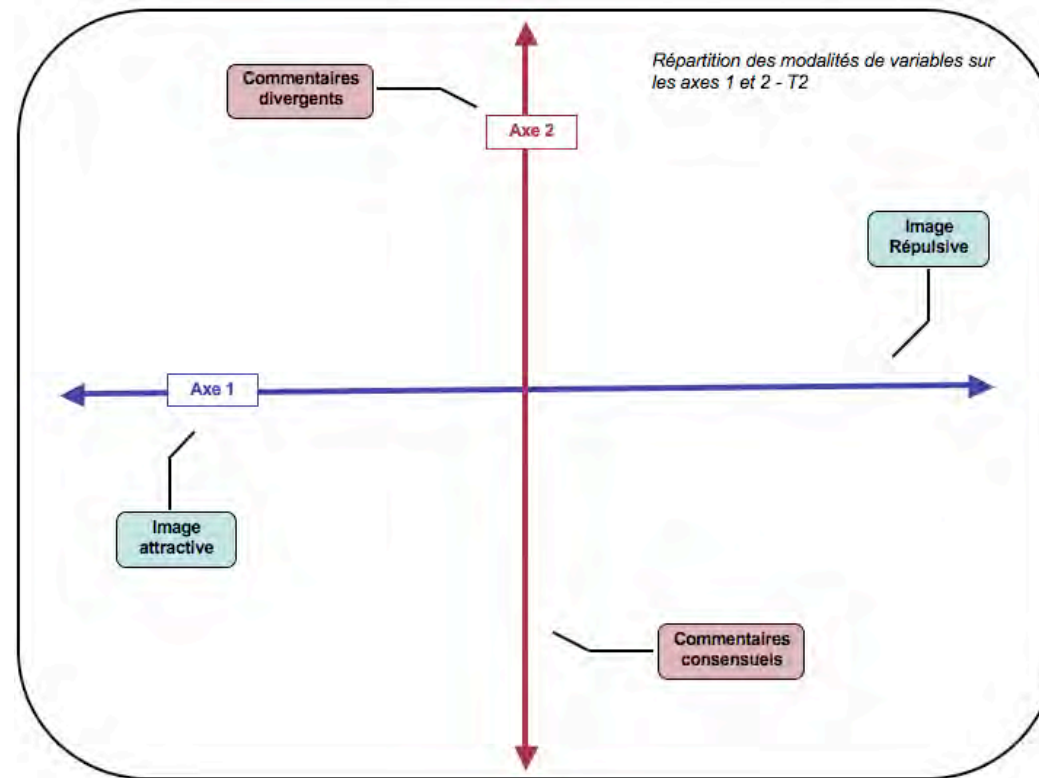 Répartition des modalités de variables sur
les axes 1 et 2 - T2
Commentaires
divergents
Axe 2
Image
Répulsive
Axe 1
Image
attractive
Commentaires
consensuels